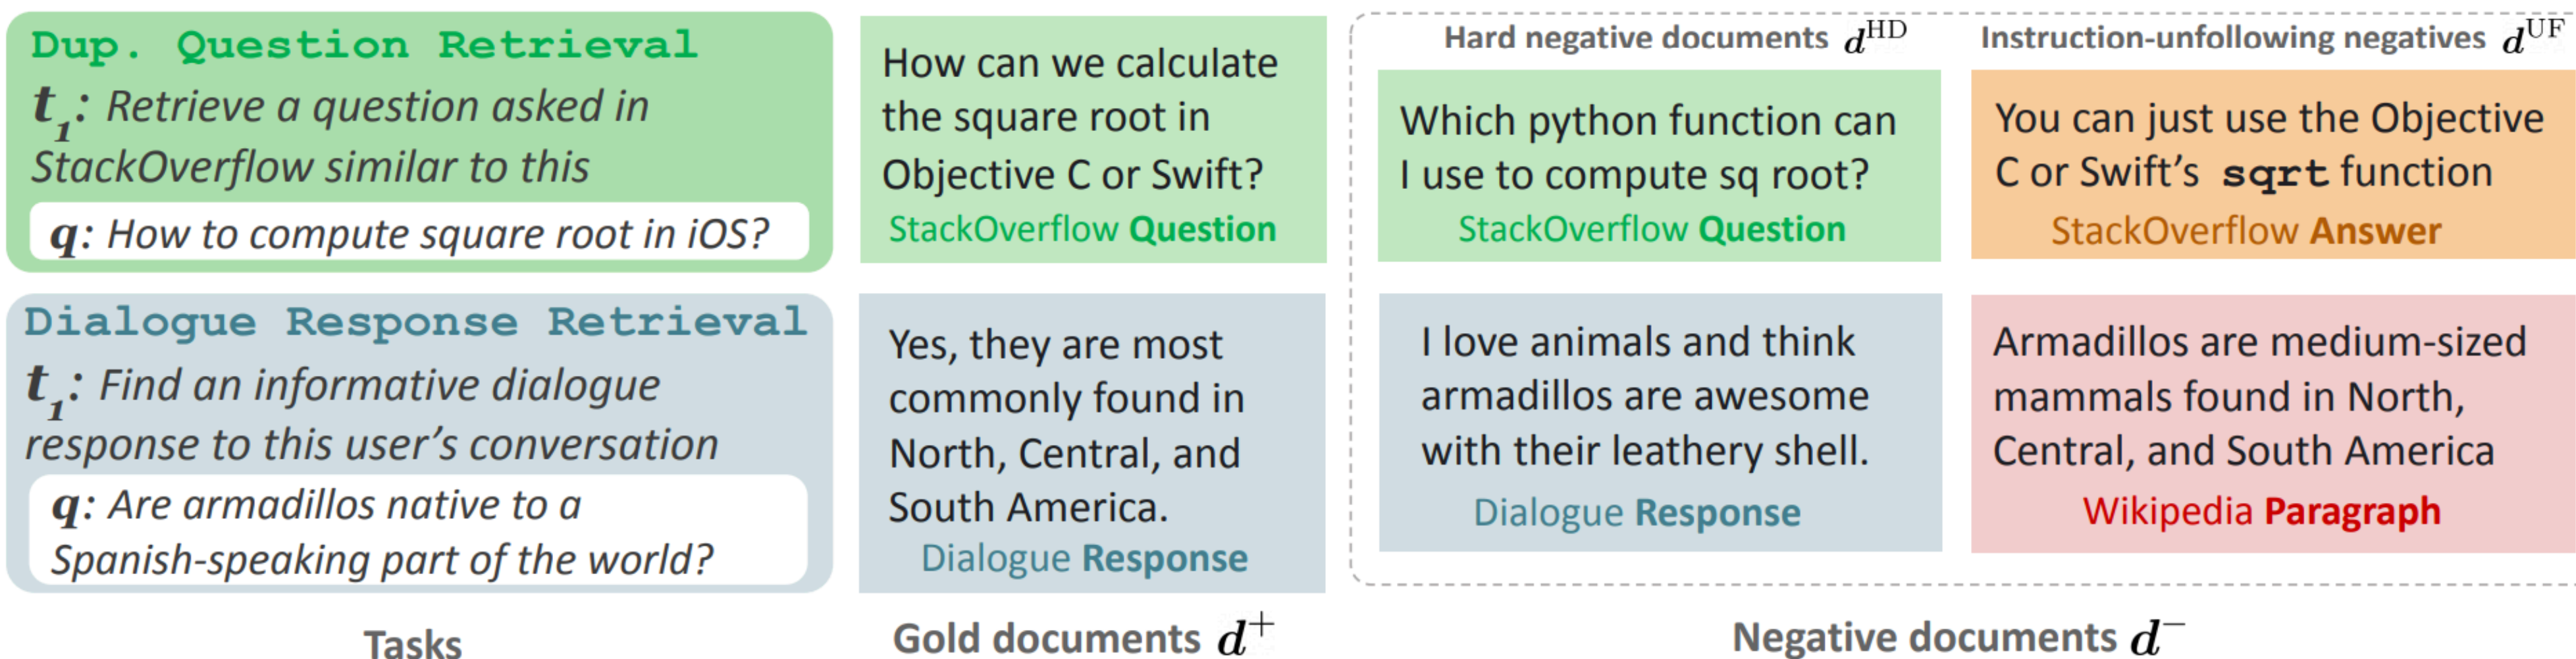 Dup. Question Retrieval
t₁: Retrieve a question asked in
StackOverflow similar to this
q: How to compute square root in iOS?
How can we calculate
the square root in
Objective C or Swift?
StackOverflow Question
Hard negative documents d^HD
Which python function can
I use to compute sq root?
StackOverflow Question
Instruction-unfollowing negatives d^UF
You can just use the Objective
C or Swift's sqrt function
StackOverflow Answer
Dialogue Response Retrieval
t₁: Find an informative dialogue
response to this user's conversation
q: Are armadillos native to a
Spanish-speaking part of the world?
Yes, they are most
commonly found in
North, Central, and
South America.
Dialogue Response
I love animals and think
armadillos are awesome
with their leathery shell.
Dialogue Response
Armadillos are medium-sized
mammals found in North,
Central, and South America
Wikipedia Paragraph
Tasks
Gold documents d⁺
Negative documents d⁻